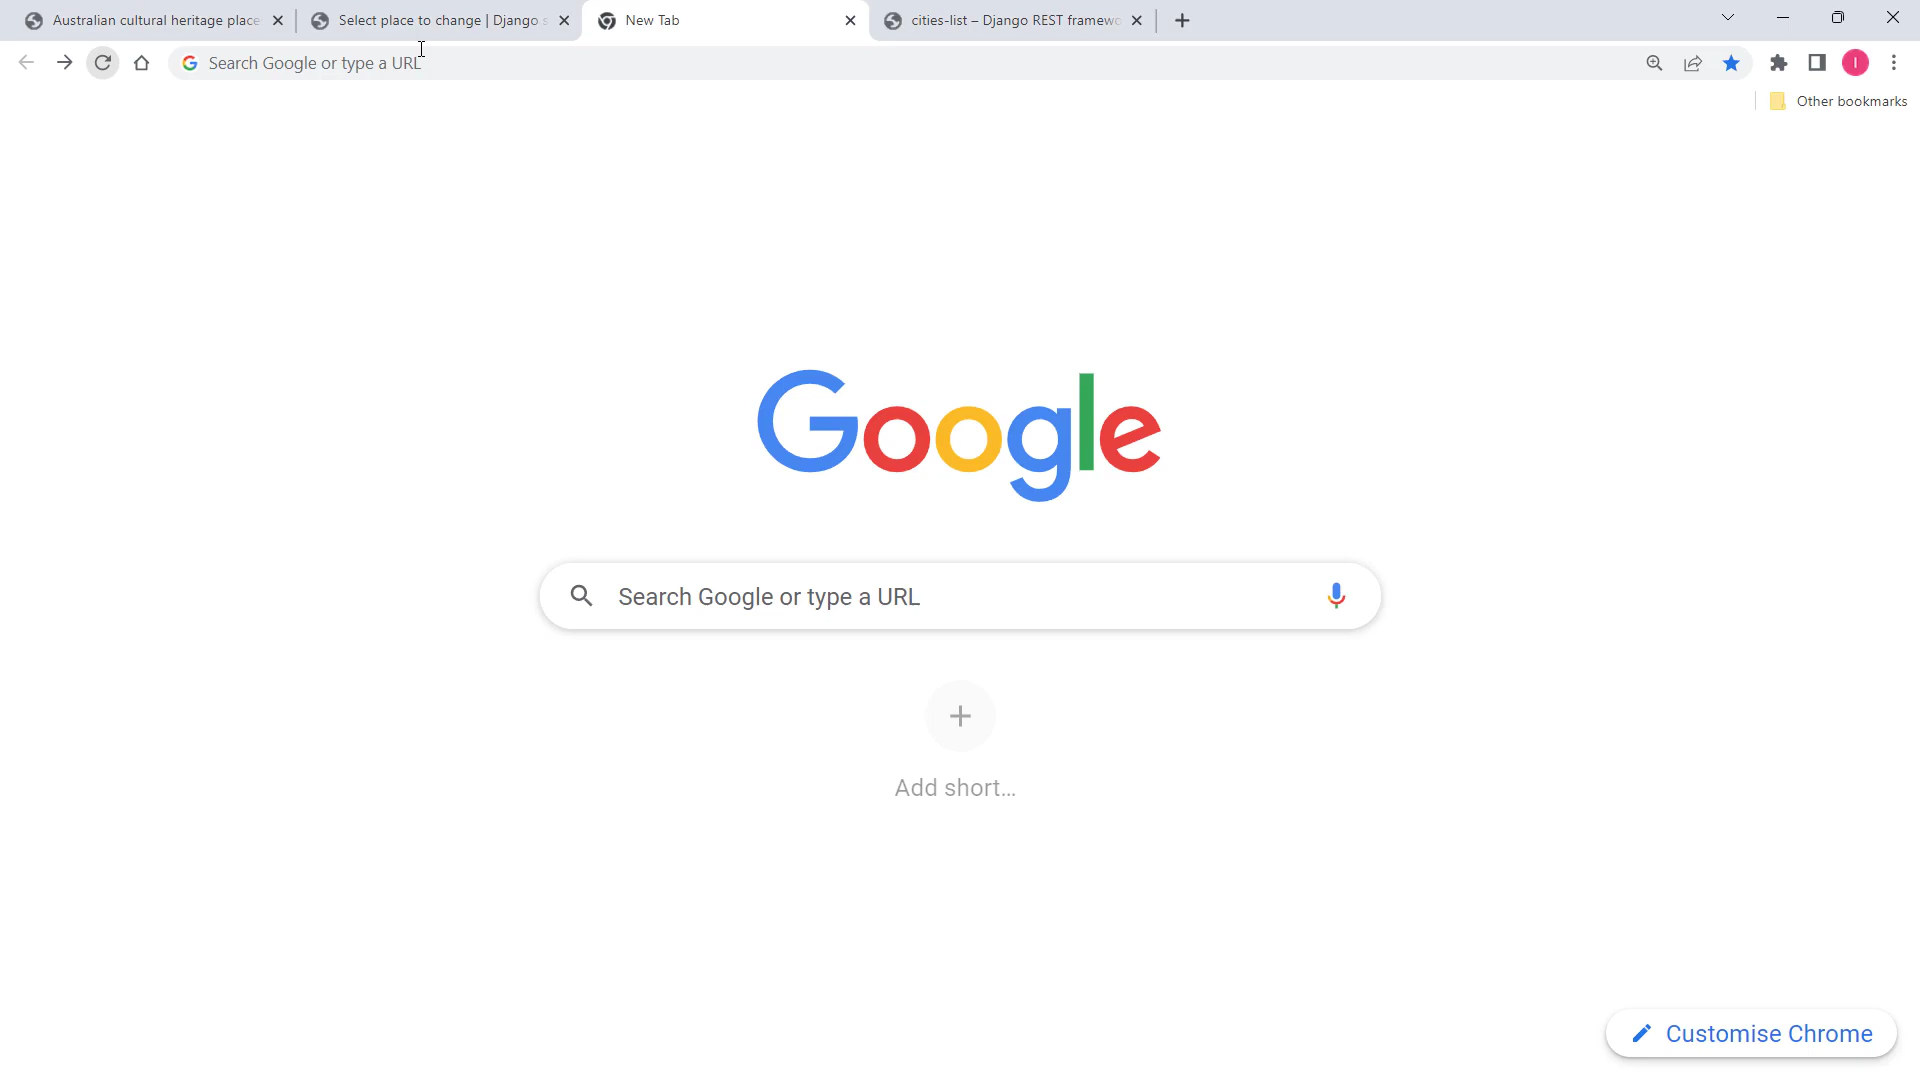 Australian cultural heritage place
Select place to change | Django s
New Tab
cities-list – Django REST framewo
Search Google or type a URL
I
Other bookmarks
Google
Search Google or type a URL
Add short...
Customise Chrome